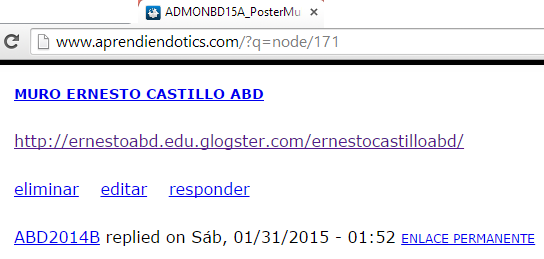 ADMONBD15A_PosterMu
www.aprendiendotics.com/?q=node/171
MURO ERNESTO CASTILLO ABD
http://ernestoabd.edu.glogster.com/ernestocastilloabd/
eliminar editar responder
ABD2014B replied on Sáb, 01/31/2015 - 01:52 ENLACE PERMANENTE